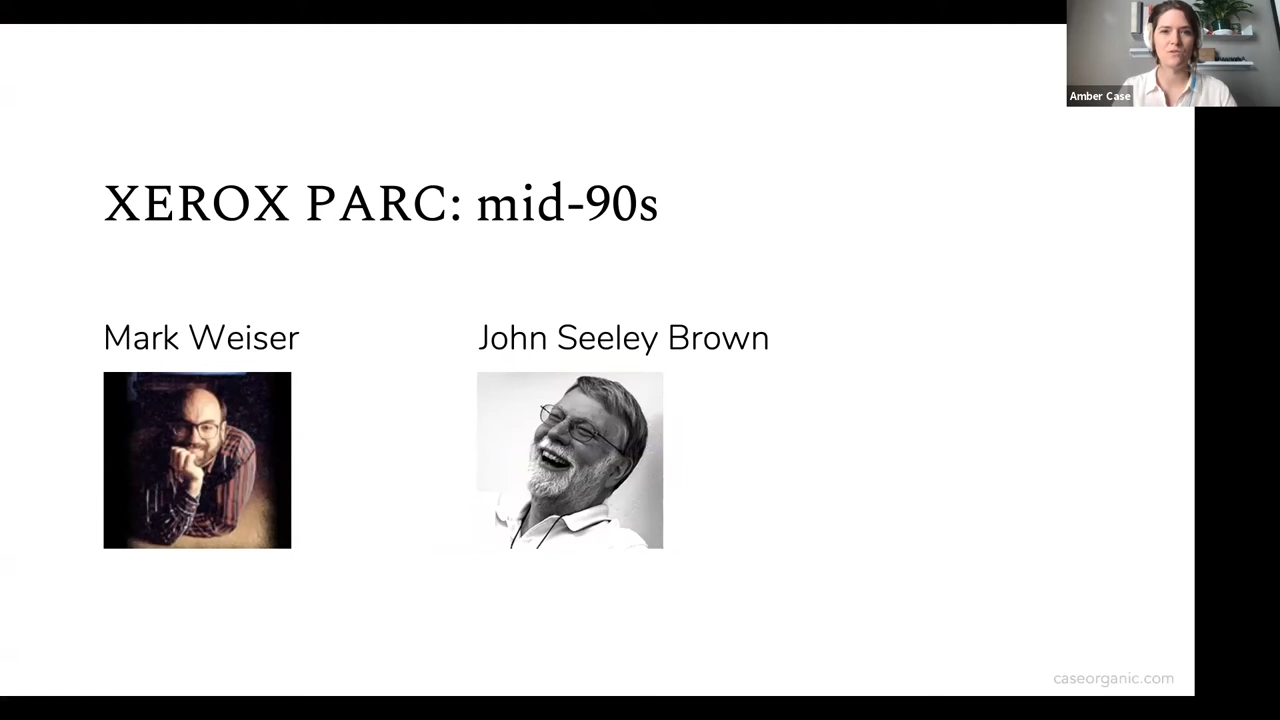 Amber Case
XEROX PARC: mid-90s
Mark Weiser
John Seeley Brown
caseorganic.com